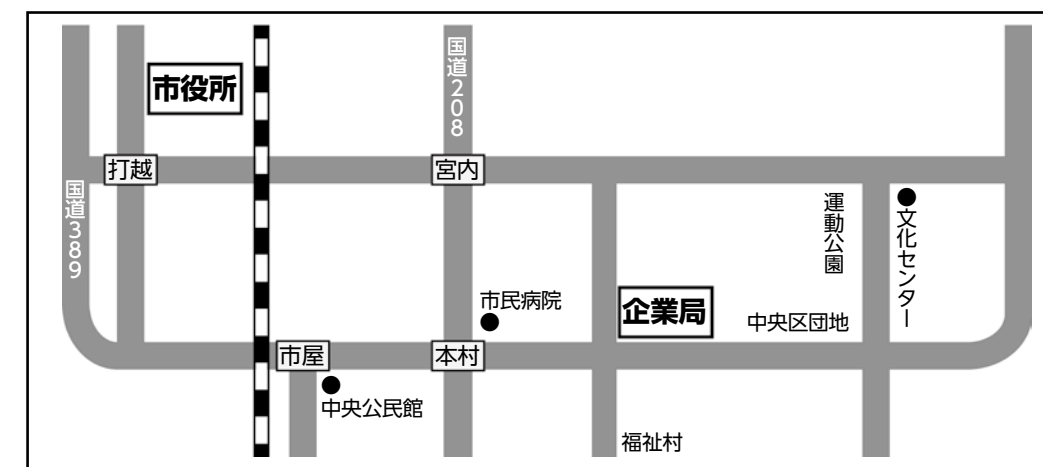 国道208
市役所
打越
宮内
国道389
運動公園
文化センター
市民病院
企業局
中央区団地
市屋
本村
中央公民館
福祉村